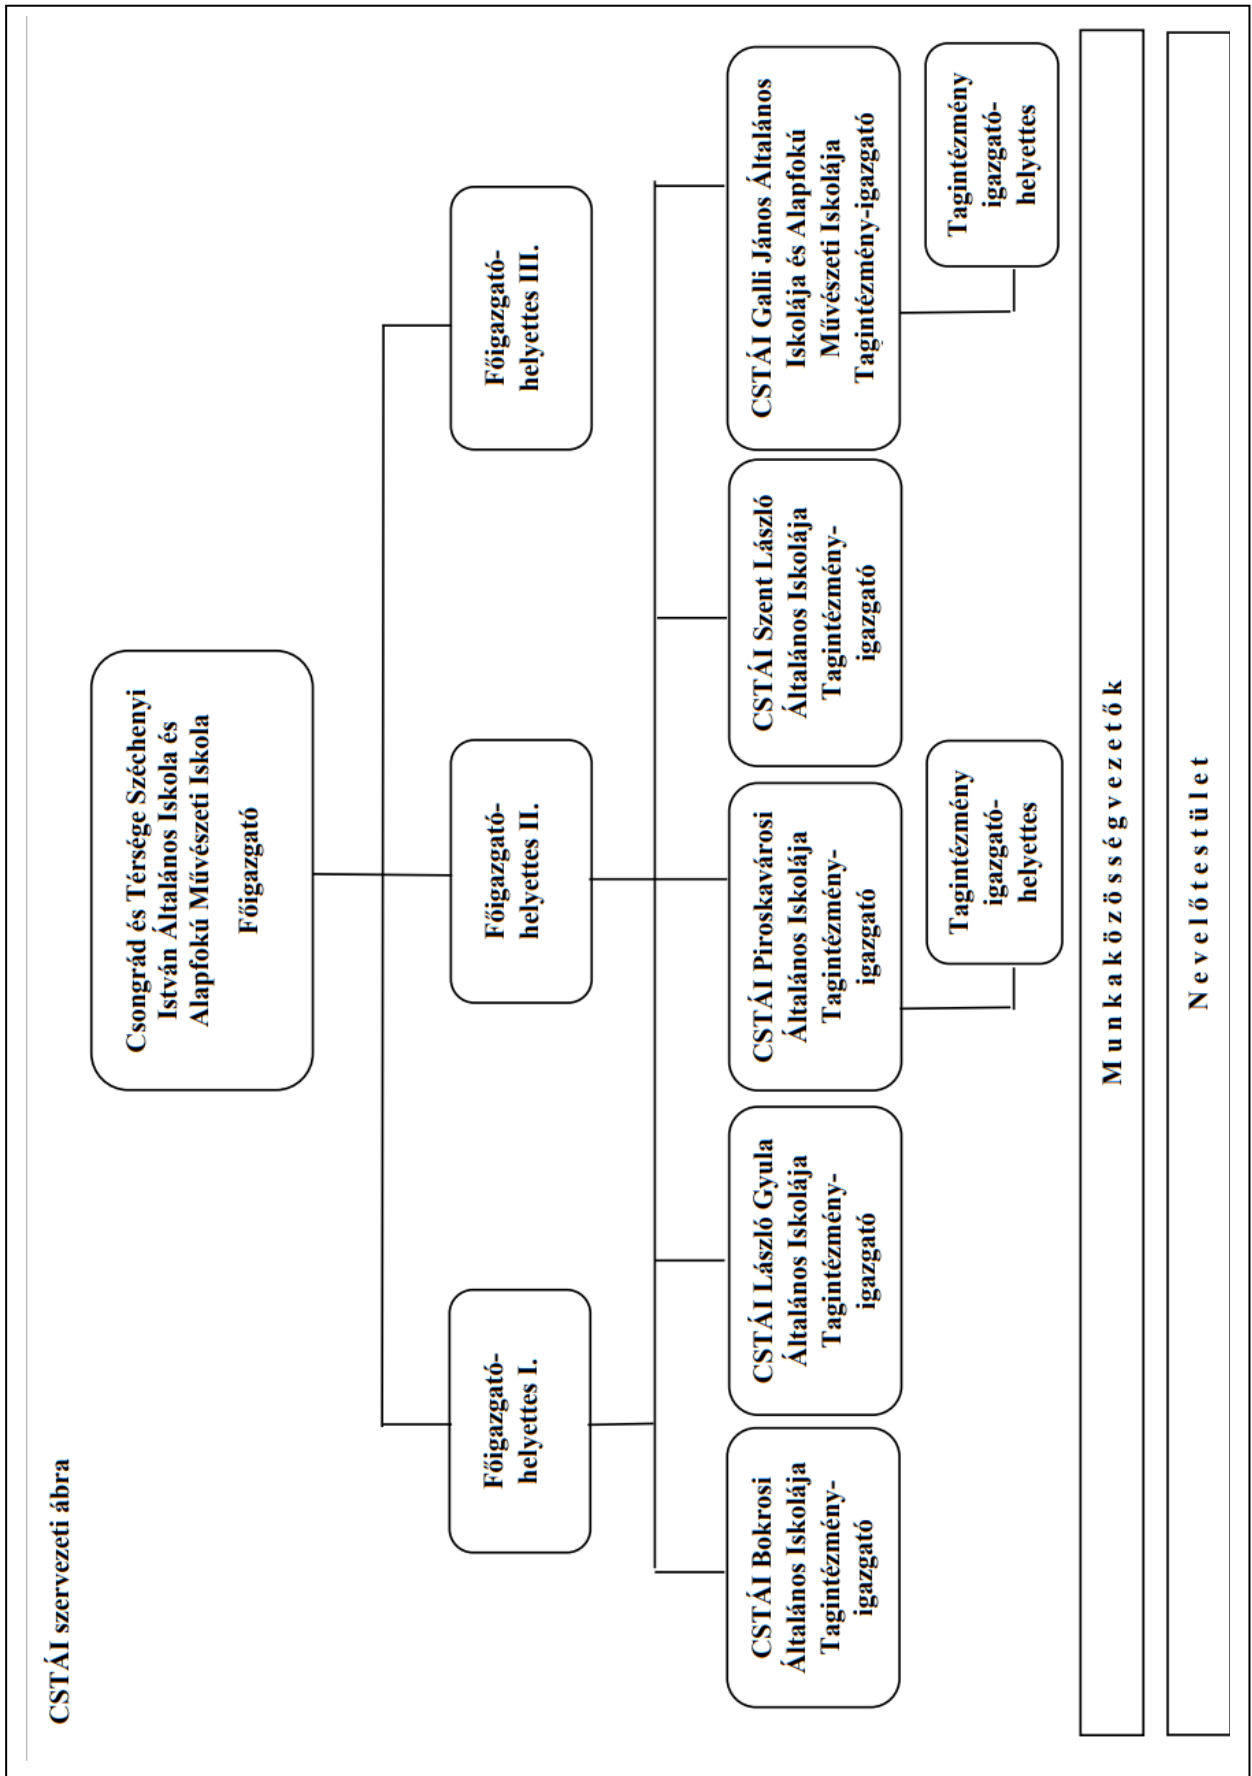 CSTÁI szervezeti ábra
Csongrád és Térsége Széchenyi
István Általános Iskola és
Alapfokú Művészeti Iskola
Főigazgató
Főigazgató-
helyettes I.
Főigazgató-
helyettes II.
Főigazgató-
helyettes III.
CSTÁI Bokrosi
Általános Iskolája
Tagintézmény-
igazgató
CSTÁI László Gyula
Általános Iskolája
Tagintézmény-
igazgató
CSTÁI Piroskavárosi
Általános Iskolája
Tagintézmény-
igazgató
CSTÁI Szent László
Általános Iskolája
Tagintézmény-
igazgató
CSTÁI Galli János Általános
Iskolája és Alapfokú
Művészeti Iskolája
Tagintézmény-igazgató
Tagintézmény
igazgató-
helyettes
Tagintézmény
igazgató-
helyettes
Munkaközösségvezetők
Nevelőtestület